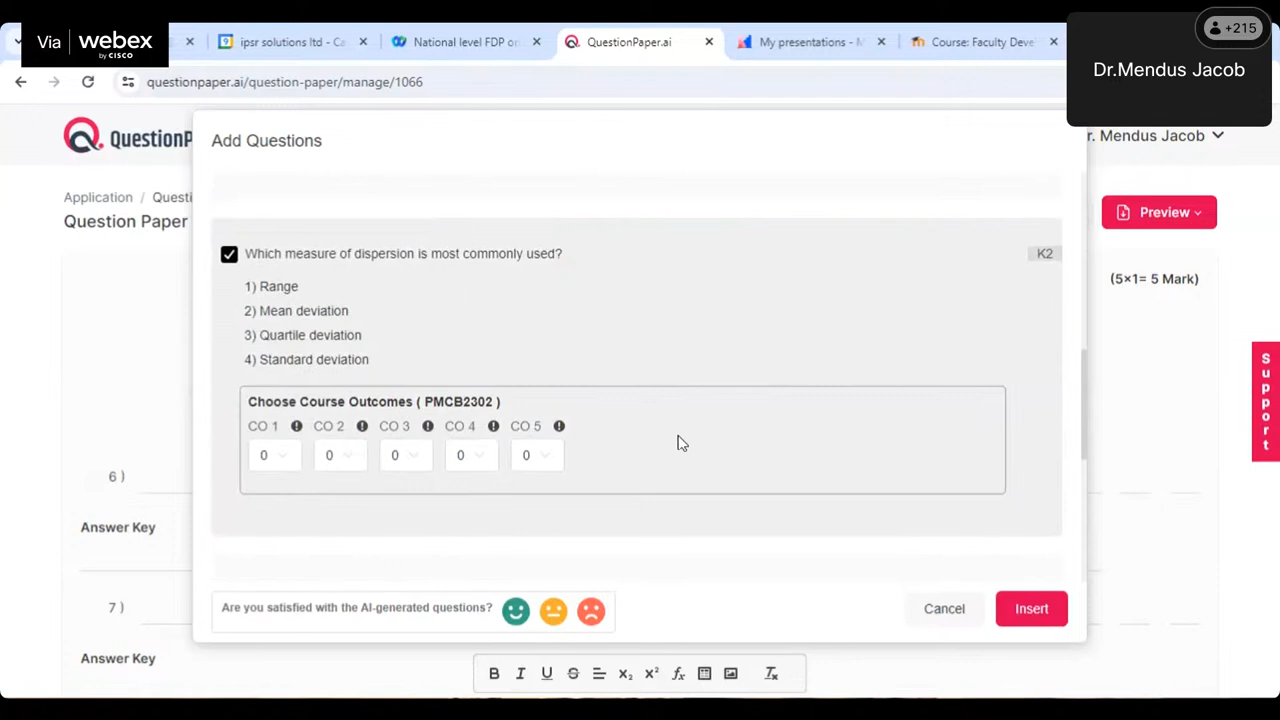 Via webex
by CISCO
ipsr solutions ltd - Ca
National level FDP on
QuestionPaper.ai
My presentations - M
Course: Faculty Deve
+215
Dr.Mendus Jacob
questionpaper.ai/question-paper/manage/1066
QuestionP
r. Mendus Jacob
Application / Questi
Question Paper
Preview
(5×1= 5 Mark)
Add Questions
Which measure of dispersion is most commonly used?
K2
1) Range
2) Mean deviation
3) Quartile deviation
4) Standard deviation
Choose Course Outcomes ( PMCB2302 )
CO 1 CO 2 CO 3 CO 4 CO 5
0 0 0 0 0
Support
6 )
Answer Key
7 )
Answer Key
Are you satisfied with the AI-generated questions?
Cancel
Insert
B I U S x₂ x² fx Tx